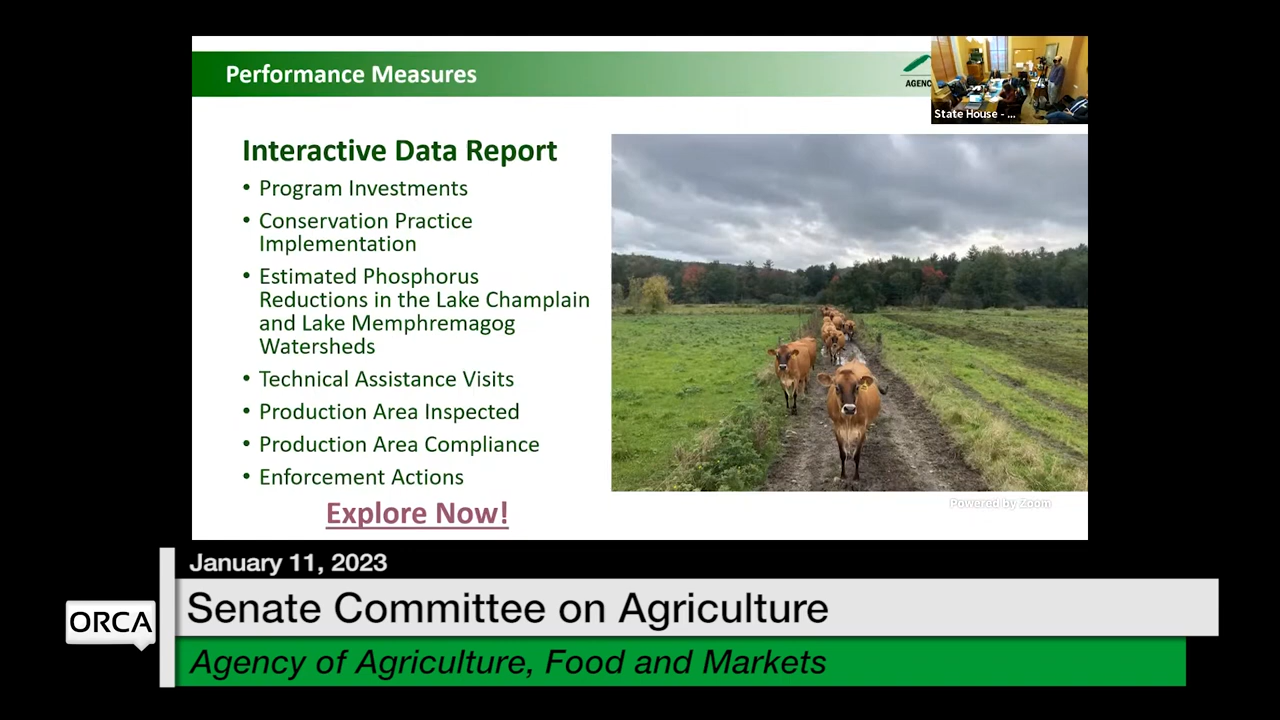 Performance Measures
AGENC
State House - ...
Interactive Data Report
• Program Investments
• Conservation Practice
Implementation
• Estimated Phosphorus
Reductions in the Lake Champlain
and Lake Memphremagog
Watersheds
• Technical Assistance Visits
• Production Area Inspected
• Production Area Compliance
• Enforcement Actions
Explore Now!
Powered by Zoom
January 11, 2023
Senate Committee on Agriculture
ORCA
Agency of Agriculture, Food and Markets